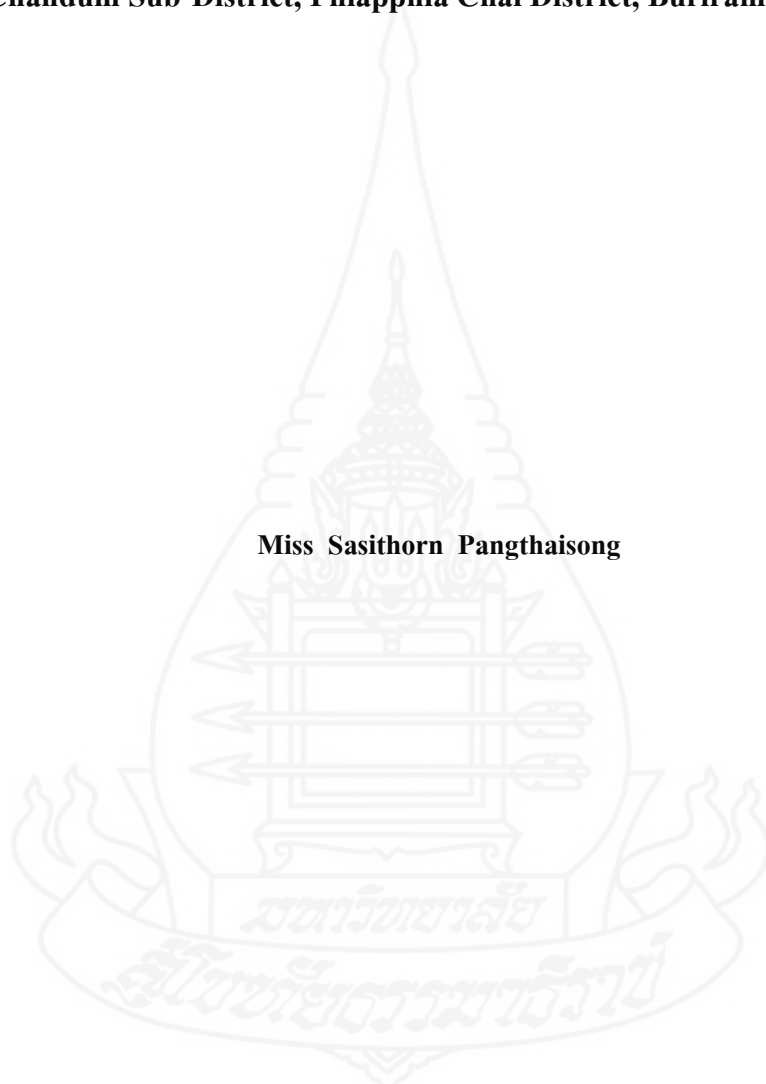 Chandum Sub-District, Phlapphla Chai District, Buriram
Miss Sasithorn Pangthaisong
มหาวิทยาลัย
สุโขทัยธรรมาธิราช